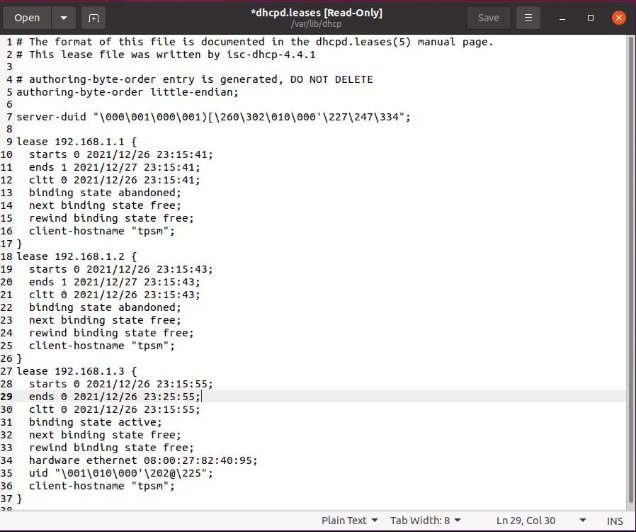 Open
*dhcpd.leases [Read-Only]
/var/lib/dhcp
Save
1 # The format of this file is documented in the dhcpd.leases(5) manual page.
2 # This lease file was written by isc-dhcp-4.4.1
3
4 # authoring-byte-order entry is generated, DO NOT DELETE
5 authoring-byte-order little-endian;
6
7 server-duid "\000\001\000\001)[\260\302\010\000'\227\247\334";
8
9 lease 192.168.1.1 {
10   starts 0 2021/12/26 23:15:41;
11   ends 1 2021/12/27 23:15:41;
12   cltt 0 2021/12/26 23:15:41;
13   binding state abandoned;
14   next binding state free;
15   rewind binding state free;
16   client-hostname "tpsm";
17 }
18 lease 192.168.1.2 {
19   starts 0 2021/12/26 23:15:43;
20   ends 1 2021/12/27 23:15:43;
21   cltt 0 2021/12/26 23:15:43;
22   binding state abandoned;
23   next binding state free;
24   rewind binding state free;
25   client-hostname "tpsm";
26 }
27 lease 192.168.1.3 {
28   starts 0 2021/12/26 23:15:55;
29   ends 0 2021/12/26 23:25:55;
30   cltt 0 2021/12/26 23:15:55;
31   binding state active;
32   next binding state free;
33   rewind binding state free;
34   hardware ethernet 08:00:27:82:40:95;
35   uid "\001\010\000'\202@\225";
36   client-hostname "tpsm";
37 }
38
Plain Text Tab Width: 8 Ln 29, Col 30 INS